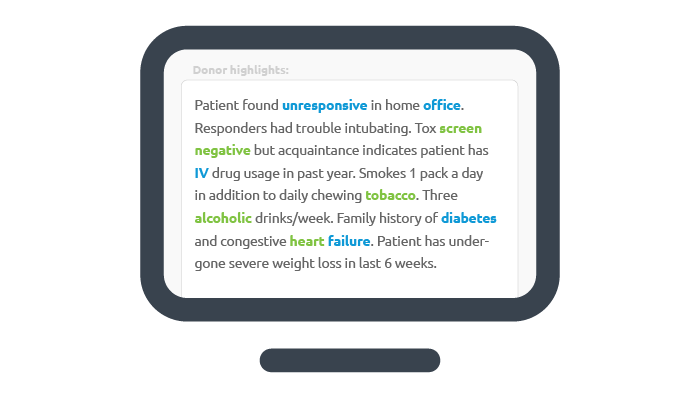 Donor highlights:
Patient found unresponsive in home office.
Responders had trouble intubating. Tox screen
negative but acquaintance indicates patient has
IV drug usage in past year. Smokes 1 pack a day
in addition to daily chewing tobacco. Three
alcoholic drinks/week. Family history of diabetes
and congestive heart failure. Patient has under-
gone severe weight loss in last 6 weeks.